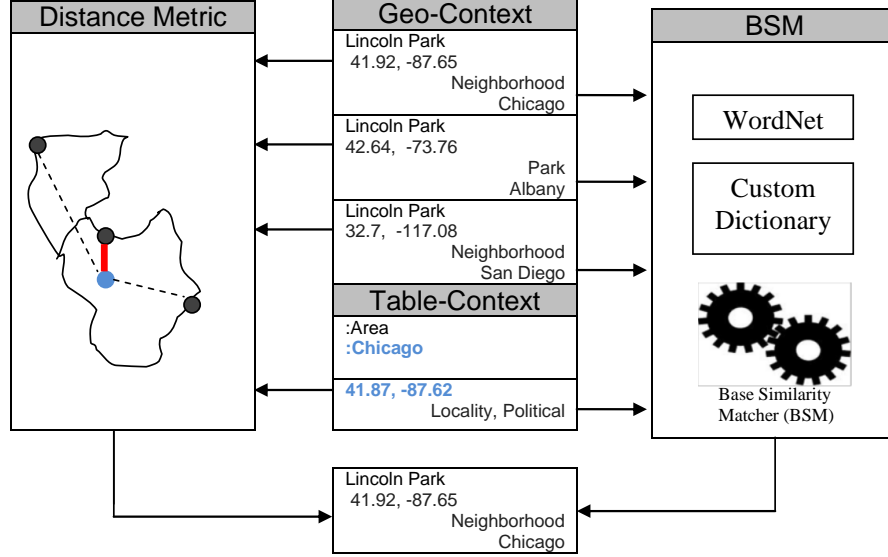 Distance Metric
Geo-Context
Lincoln Park
41.92, -87.65
Neighborhood
Chicago
Lincoln Park
42.64, -73.76
Park
Albany
Lincoln Park
32.7, -117.08
Neighborhood
San Diego
Table-Context
:Area
:Chicago
41.87, -87.62
Locality, Political
BSM
WordNet
Custom
Dictionary
Base Similarity
Matcher (BSM)
Lincoln Park
41.92, -87.65
Neighborhood
Chicago